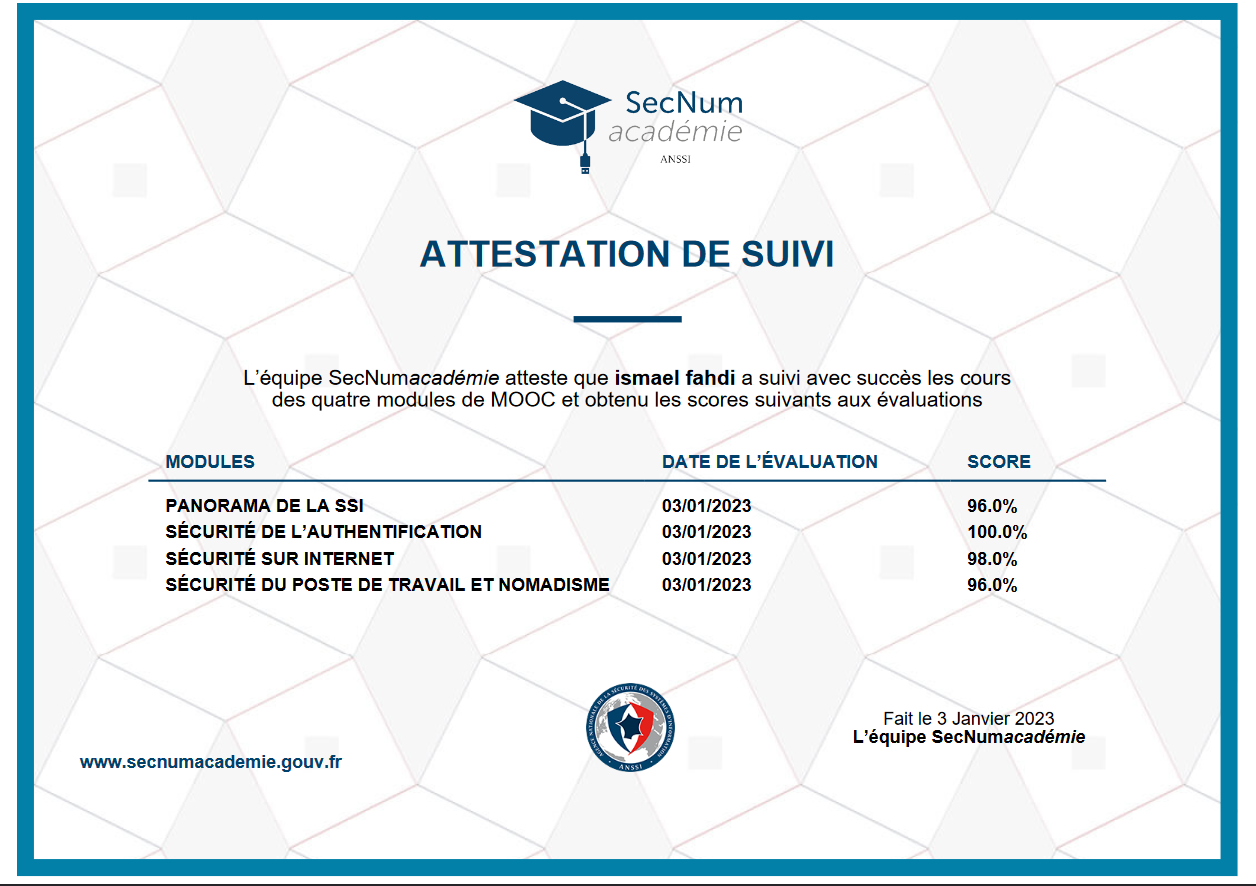 SecNum
académie
ANSSI
ATTESTATION DE SUIVI
L’équipe SecNumacadémie atteste que ismael fahdi a suivi avec succès les cours
des quatre modules de MOOC et obtenu les scores suivants aux évaluations
MODULES DATE DE L’ÉVALUATION SCORE
PANORAMA DE LA SSI 03/01/2023 96.0%
SÉCURITÉ DE L’AUTHENTIFICATION 03/01/2023 100.0%
SÉCURITÉ SUR INTERNET 03/01/2023 98.0%
SÉCURITÉ DU POSTE DE TRAVAIL ET NOMADISME 03/01/2023 96.0%
AGENCE NATIONALE DE LA SÉCURITÉ DES SYSTÈMES D'INFORMATION
ANSSI
Fait le 3 Janvier 2023
L’équipe SecNumacadémie
www.secnumacademie.gouv.fr